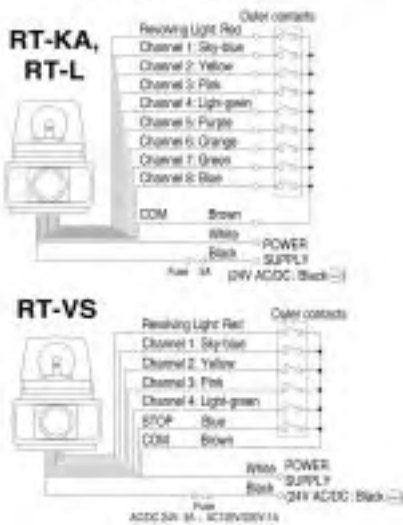 RT-KA,
RT-L
Outer contacts
Revolving Light: Red
Channel 1: Sky-blue
Channel 2: Yellow
Channel 3: Pink
Channel 4: Light-green
Channel 5: Purple
Channel 6: Orange
Channel 7: Green
Channel 8: Blue
COM Brown
White
Black
POWER
SUPPLY
Fuse 3A
(24V AC/DC: Black ―)
RT-VS
Outer contacts
Revolving Light: Red
Channel 1: Sky-blue
Channel 2: Yellow
Channel 3: Pink
Channel 4: Light-green
STOP Blue
COM Brown
White POWER
Black SUPPLY
(24V AC/DC: Black ―)
Fuse